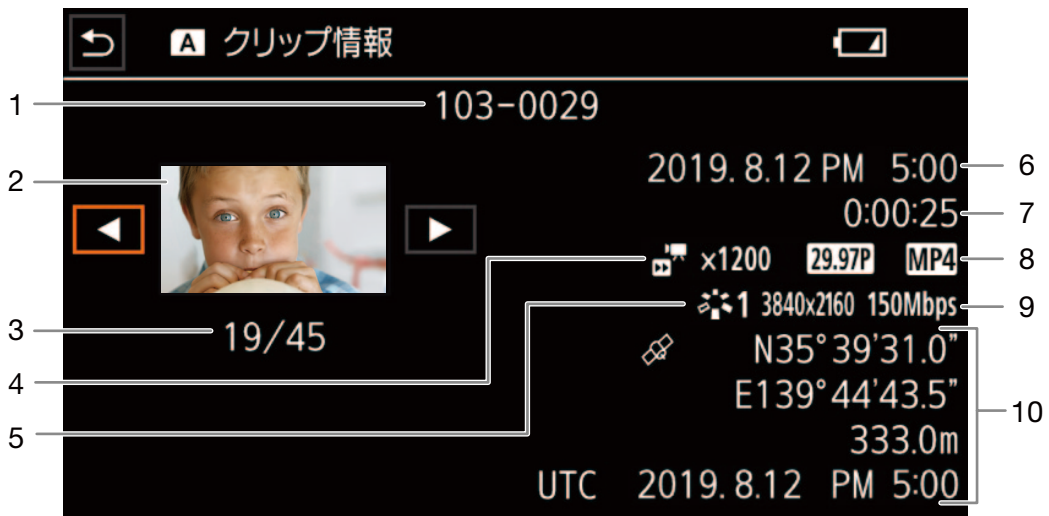 A クリップ情報
1 103-0029
2 2019. 8.12 PM 5:00 6
0:00:25 7
×1200 29.97P MP4 8
1 3840x2160 150Mbps 9
3 19/45
N35°39'31.0"
4 E139°44'43.5" 10
5 333.0m
UTC 2019. 8.12 PM 5:00